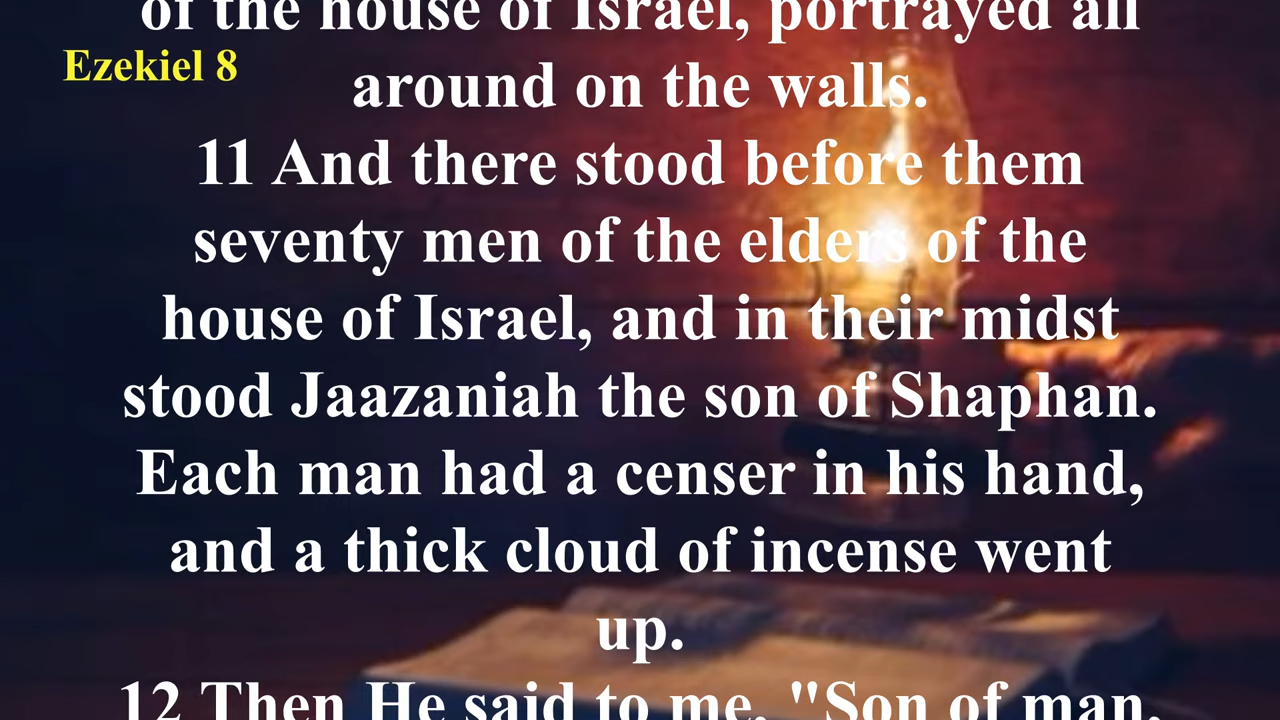 of the house of Israel, portrayed all
Ezekiel 8
around on the walls.
11 And there stood before them
seventy men of the elders of the
house of Israel, and in their midst
stood Jaazaniah the son of Shaphan.
Each man had a censer in his hand,
and a thick cloud of incense went
up.
12 Then He said to me, "Son of man,